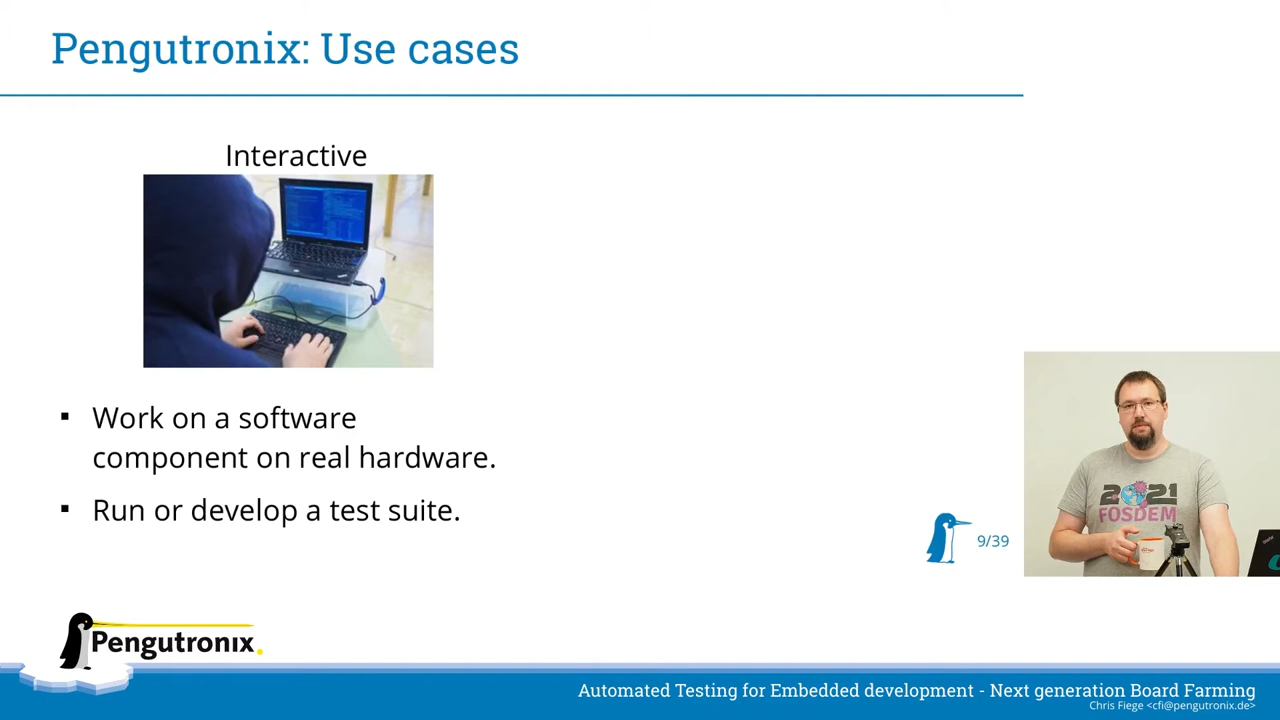 Pengutronix: Use cases
Interactive
Work on a software
component on real hardware.
Run or develop a test suite.
2021
FOSDEM
9/39
Pengutronix
Automated Testing for Embedded development - Next generation Board Farming
Chris Fiege <cfi@pengutronix.de>